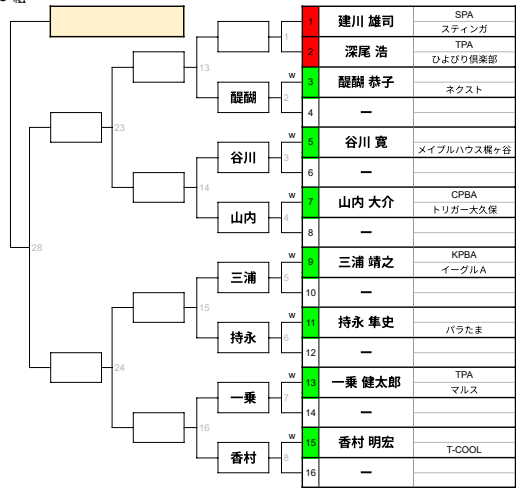 組
1 建川 雄司 SPA
スティンガ
1
2 深尾 浩 TPA
ひよびり倶楽部
13
w 3 醍醐 恭子
ネクスト
醍醐 2
4 ー
23
w 5 谷川 寛
メイプルハウス梶ヶ谷
谷川 3
6 ー
14
w 7 山内 大介 CPBA
トリガー大久保
山内 4
8 ー
28
w 9 三浦 靖之 KPBA
イーグルA
三浦 5
10 ー
15
w 11 持永 隼史
パラたま
持永 6
12 ー
24
w 13 一乗 健太郎 TPA
マルス
一乗 7
14 ー
16
w 15 香村 明宏
T-COOL
香村 8
16 ー